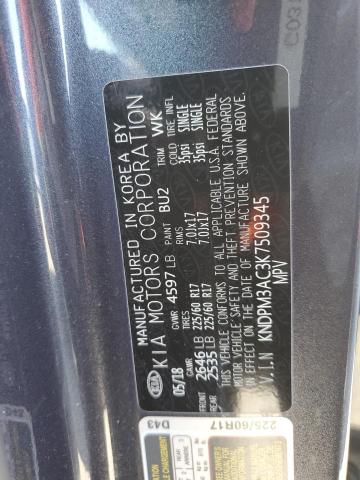 MANUFACTURED IN KOREA BY
KIA MOTORS CORPORATION
05/18 GVWR 4597 LB PAINT BU2 TRIM WK
GAWR RIMS COLD TIRE INFL
FRONT 2646 LB 225/60 R17 7.0Jx17 35psi SINGLE
REAR 2535 LB 225/60 R17 7.0Jx17 35psi SINGLE
THIS VEHICLE CONFORMS TO ALL APPLICABLE U.S.A. FEDERAL
MOTOR VEHICLE SAFETY AND THEFT PREVENTION STANDARDS
IN EFFECT ON THE DATE OF MANUFACTURE SHOWN ABOVE.
V.I.N KNDPM3AC3K7509345
MPV
D43
225/60R17